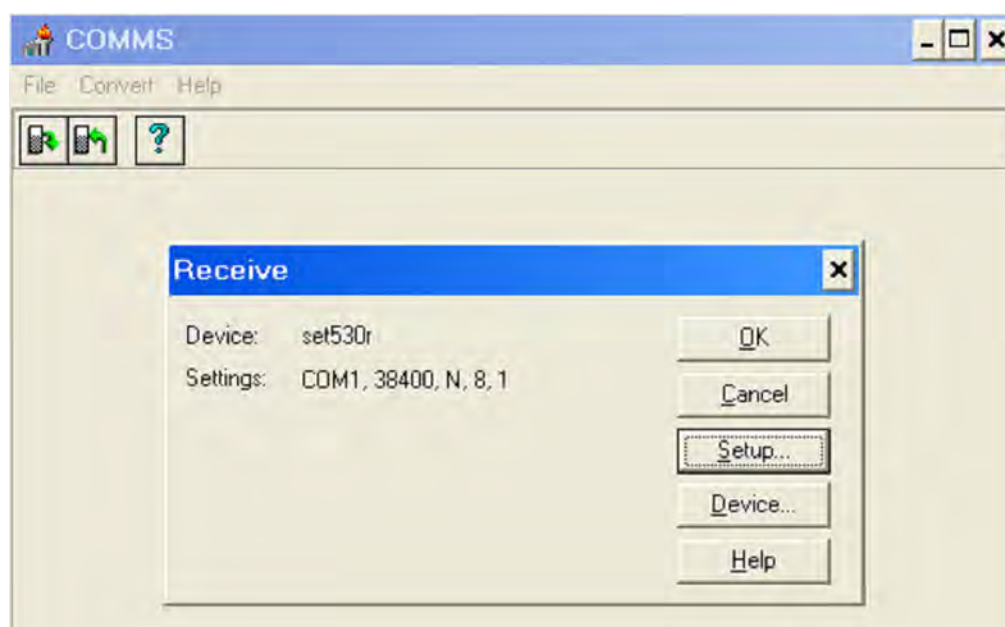 COMMS
File Convert Help
?
Receive
Device: set530r
Settings: COM1, 38400, N, 8, 1
OK
Cancel
Setup...
Device...
Help